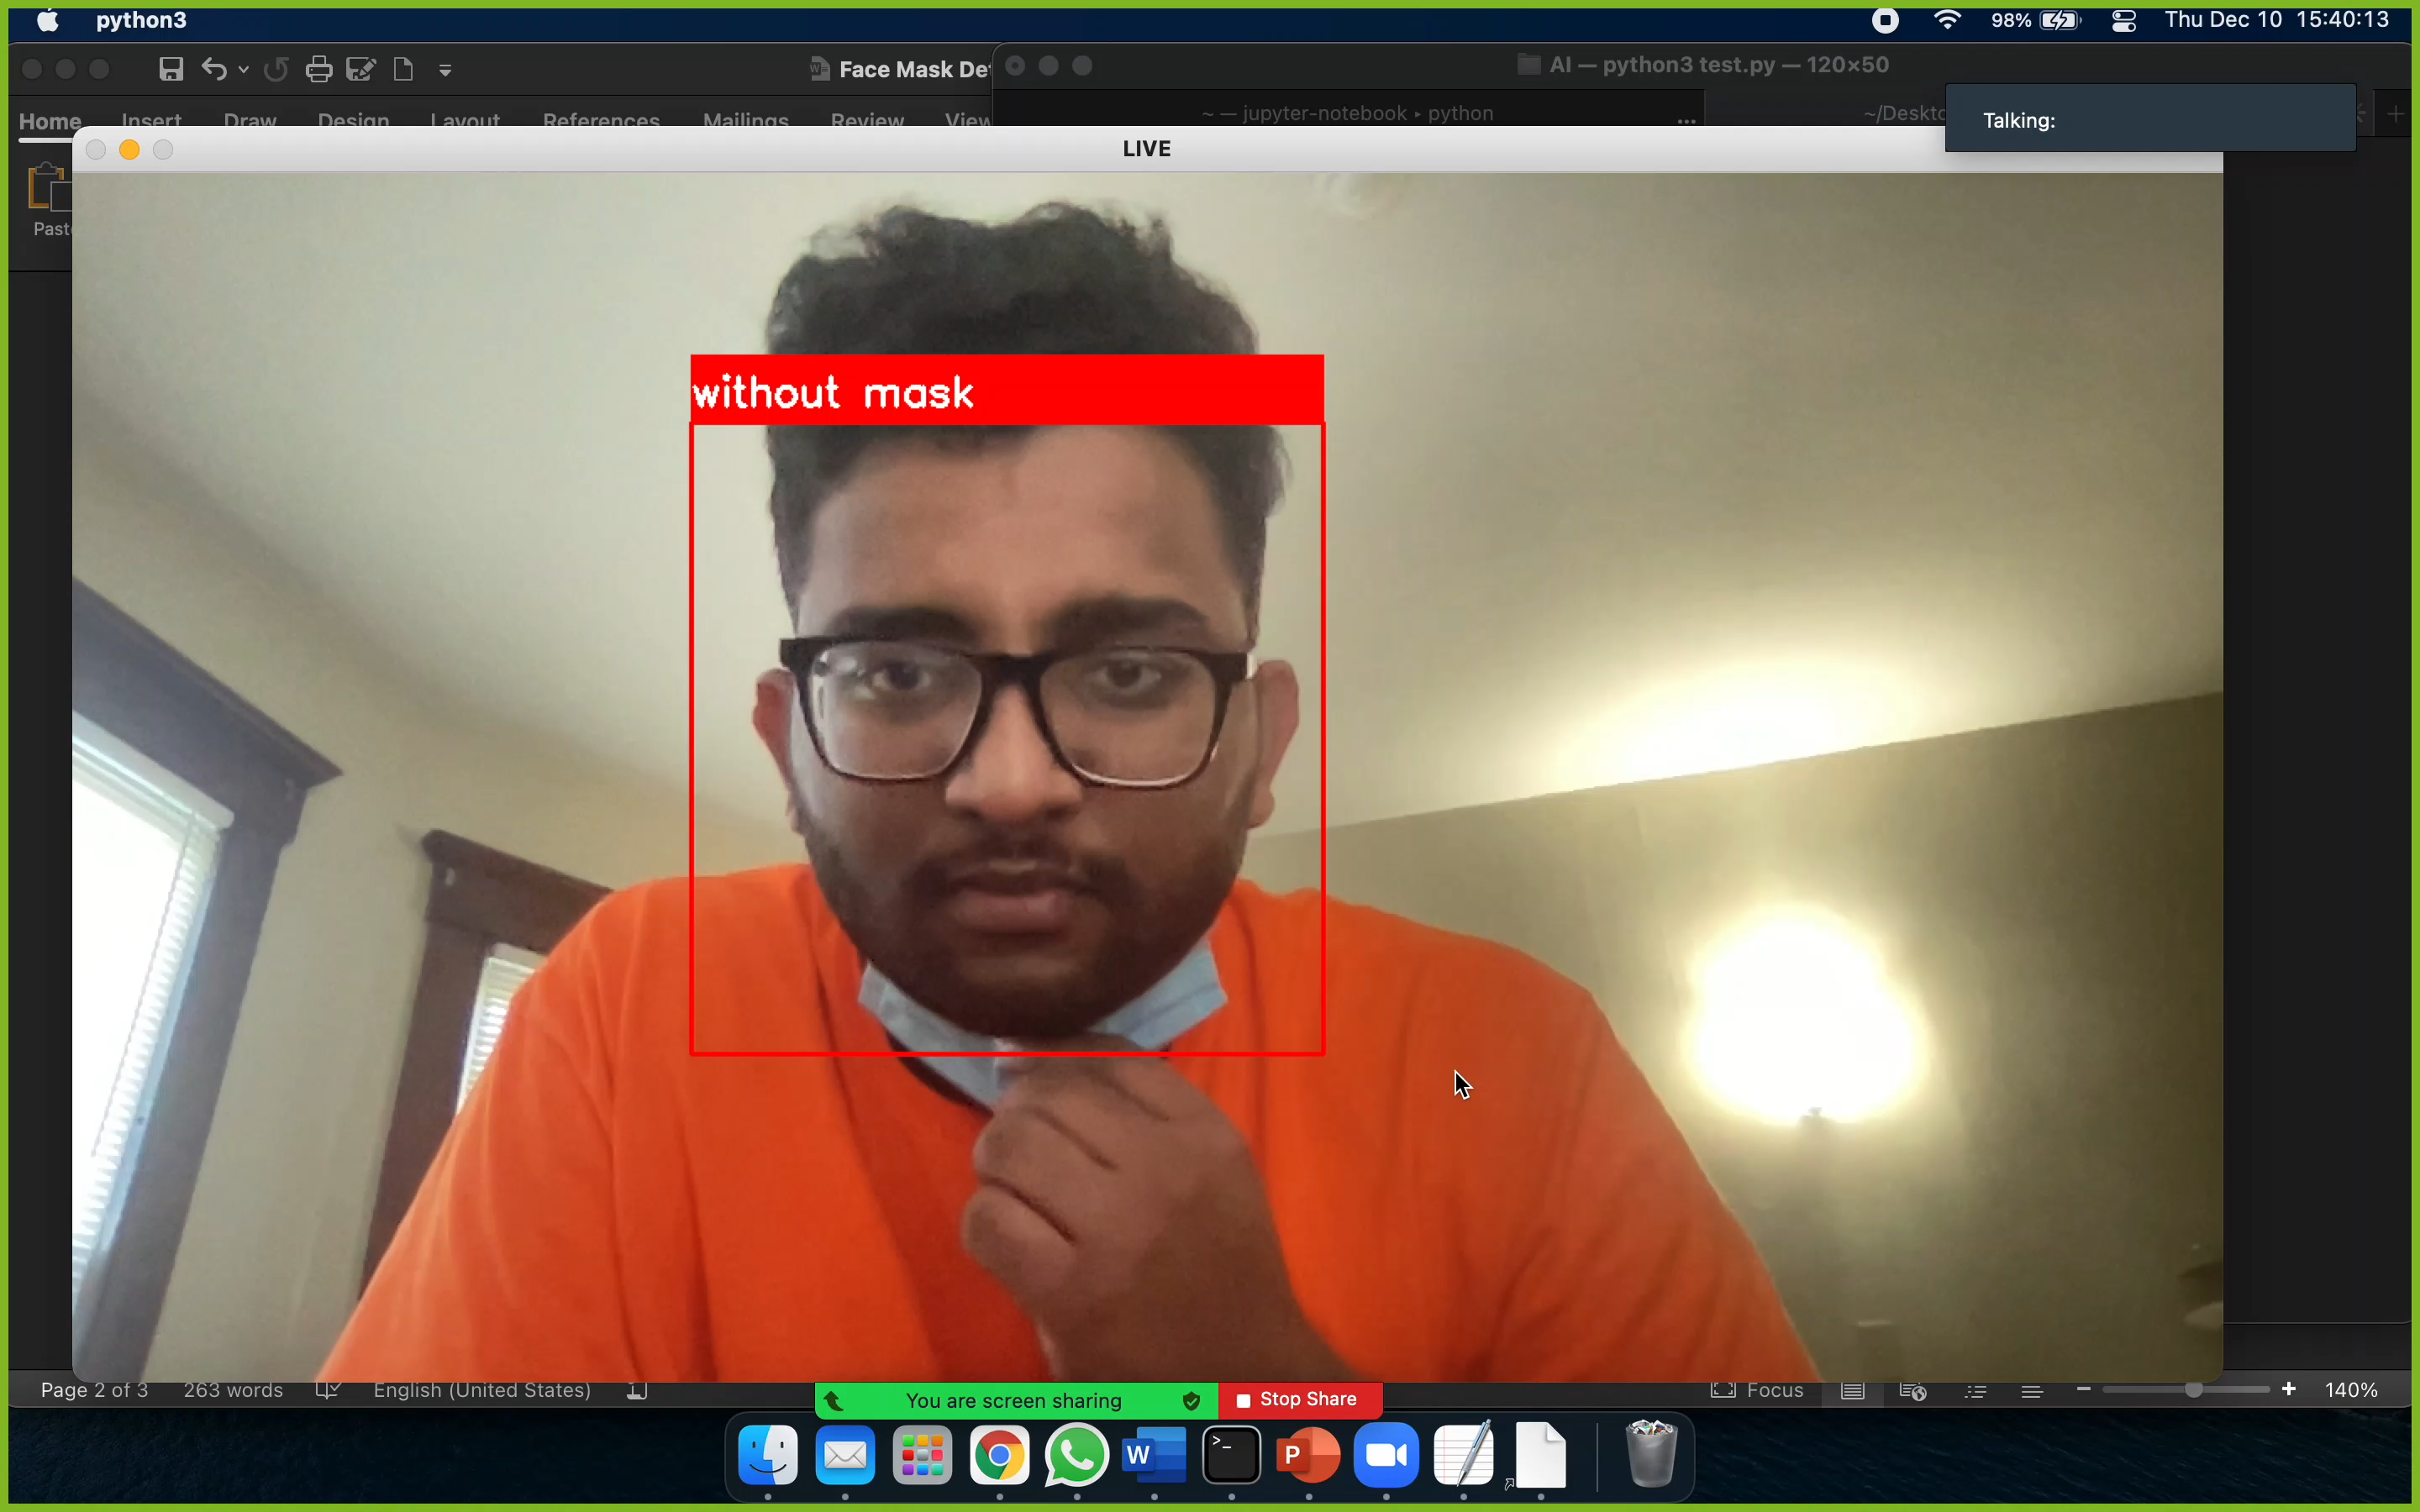 python3
98%
Thu Dec 10 15:40:13
Face Mask De
AI — python3 test.py — 120×50
~ — jupyter-notebook ▸ python
...
~/Deskto
Talking:
Home Insert Draw Design Layout References Mailings Review View
LIVE
Past
without mask
Page 2 of 3
263 words
English (United States)
Focus
140%
You are screen sharing
Stop Share
W
>_
P